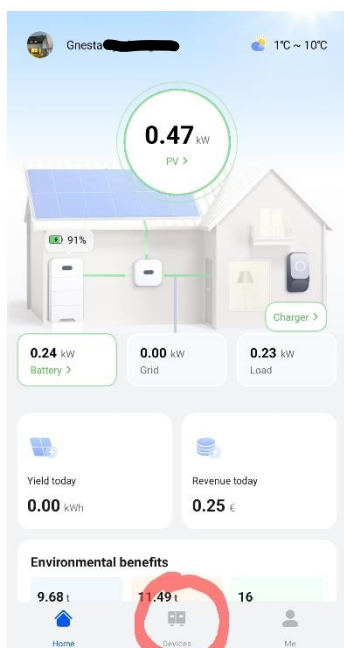 Gnesta
1°C ~ 10°C
0.47 kW
PV >
91%
Charger >
0.24 kW
Battery >
0.00 kW
Grid
0.23 kW
Load
Yield today
0.00 kWh
Revenue today
0.25 €
Environmental benefits
9.68 t
11.49 t
16
Home
Devices
Me